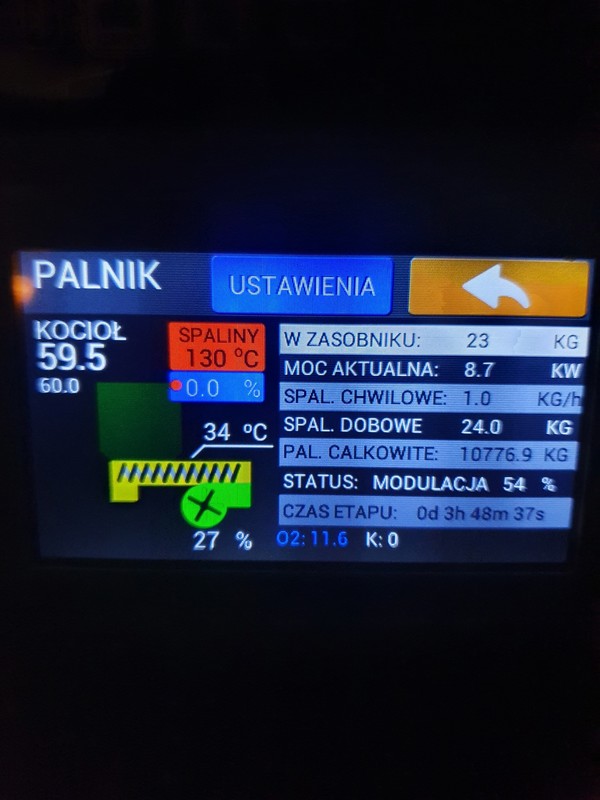 PALNIK
USTAWIENIA
KOCIOŁ
59.5
60.0
SPALINY
130 ºC
0.0 %
34 ºC
27 %
W ZASOBNIKU: 23 KG
MOC AKTUALNA: 8.7 KW
SPAL. CHWILOWE: 1.0 KG/h
SPAL. DOBOWE 24.0 KG
PAL. CALKOWITE: 10776.9 KG
STATUS: MODULACJA 54 %
CZAS ETAPU: 0d 3h 48m 37s
O2: 11.6 K: 0